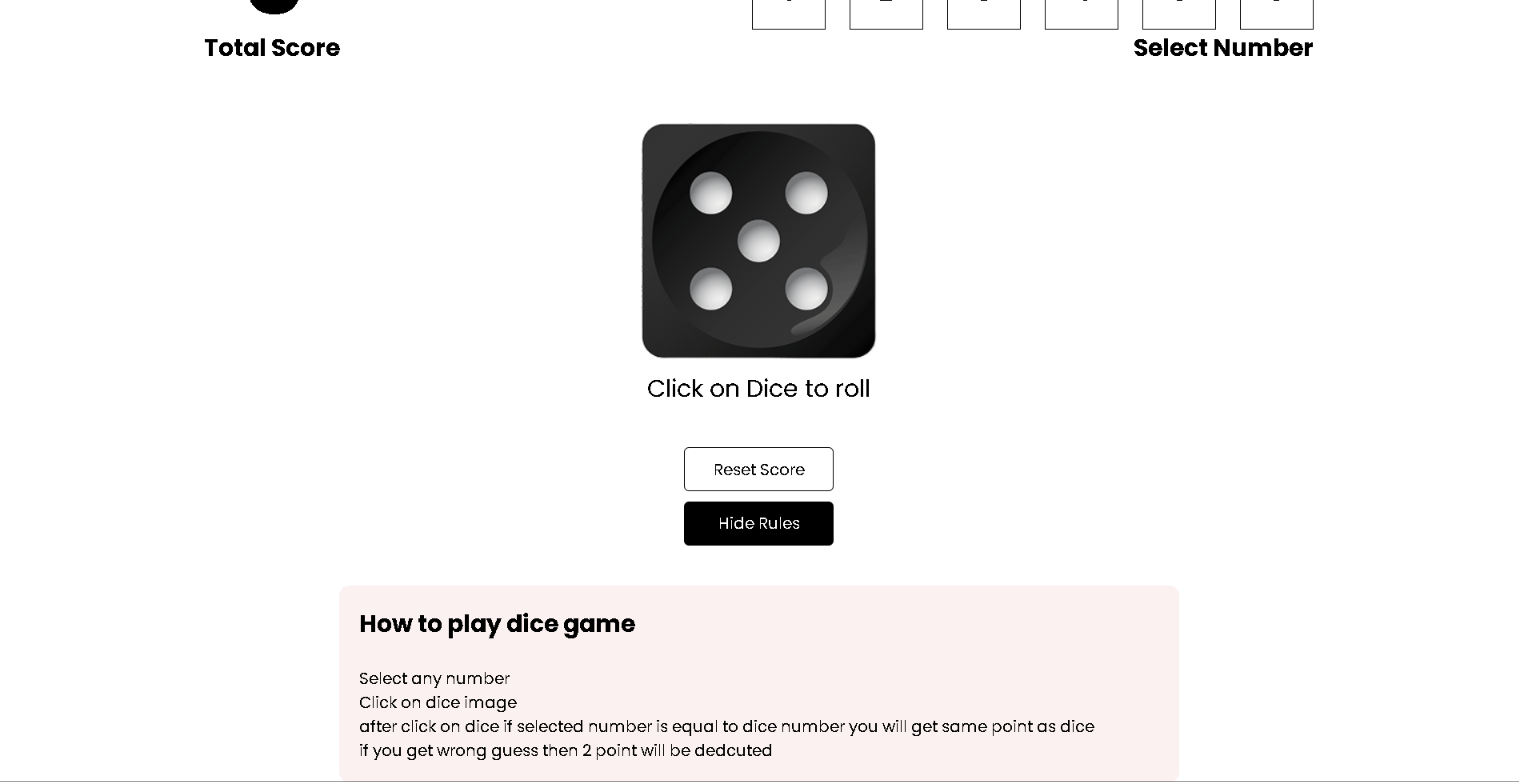 Total Score
Select Number
Click on Dice to roll
Reset Score
Hide Rules
How to play dice game
Select any number
Click on dice image
after click on dice if selected number is equal to dice number you will get same point as dice
if you get wrong guess then 2 point will be dedcuted